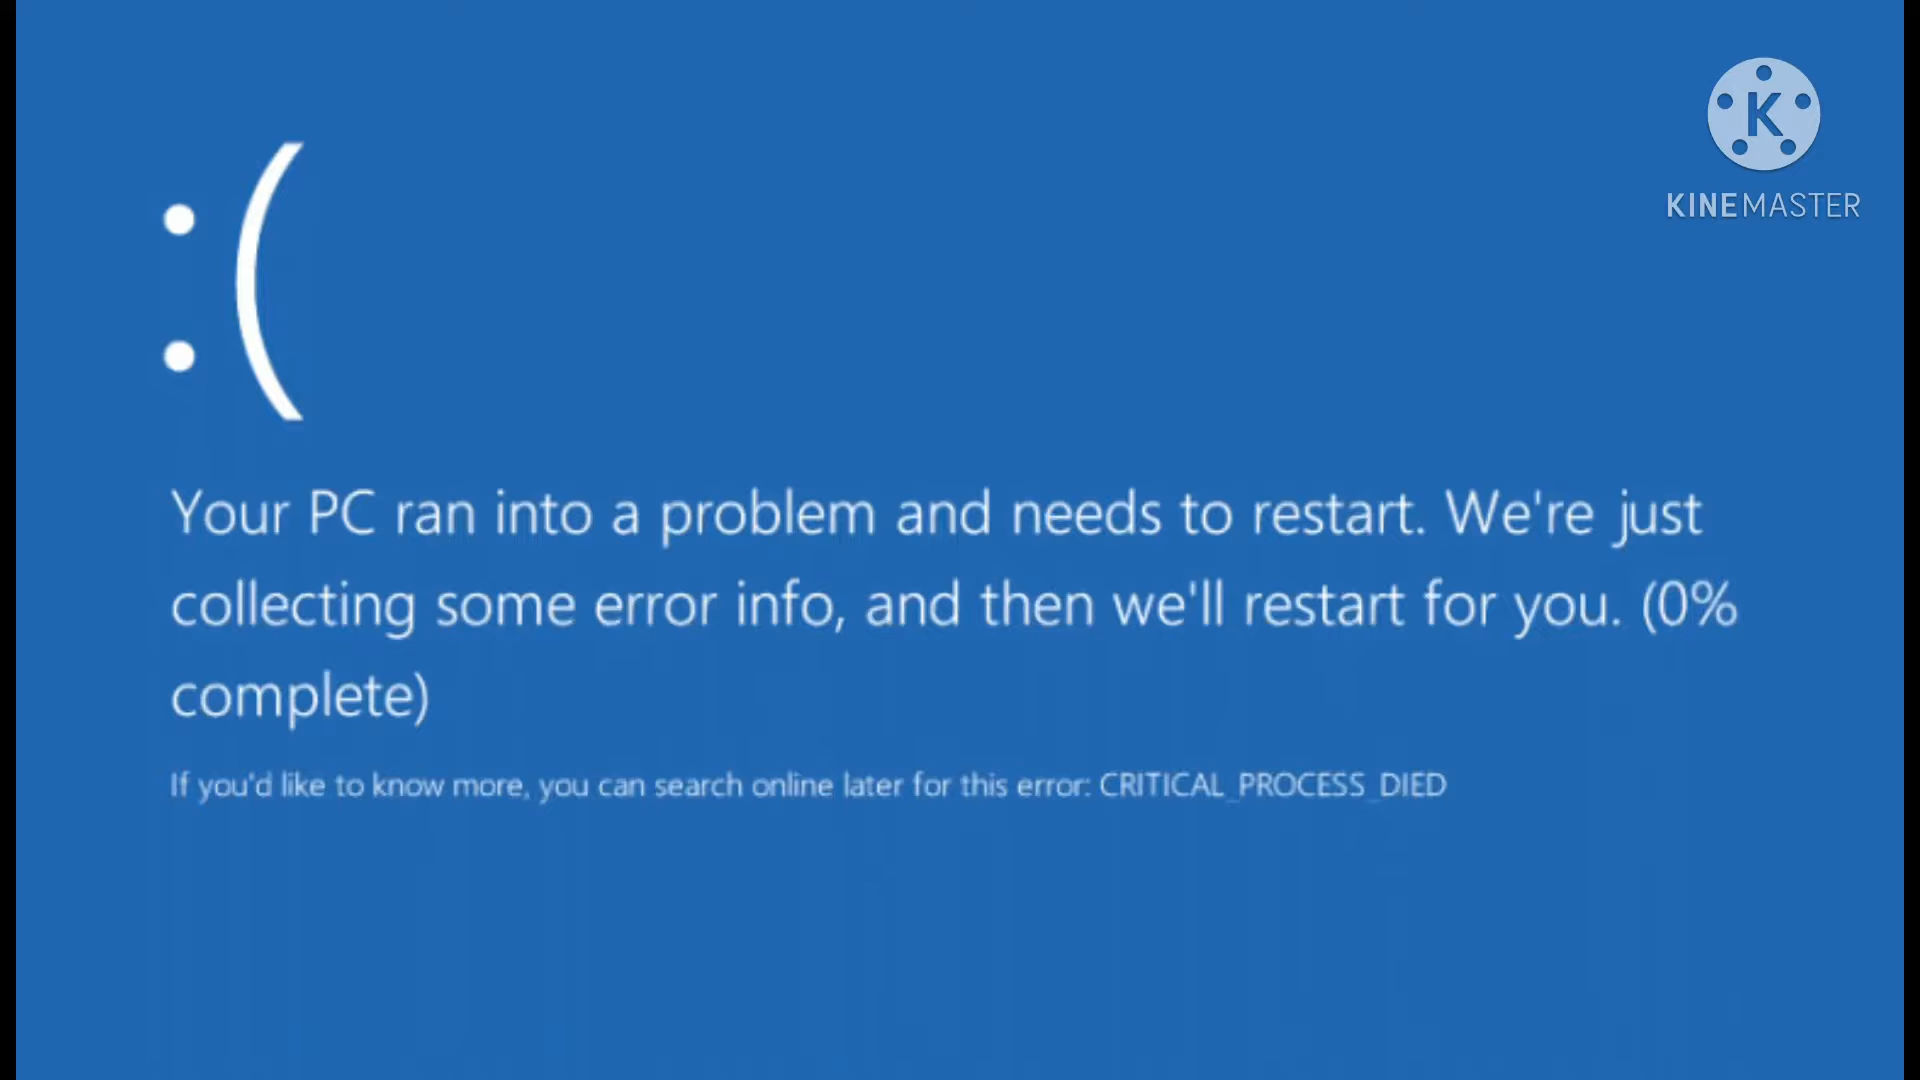 K
KINEMASTER
:(
Your PC ran into a problem and needs to restart. We're just
collecting some error info, and then we'll restart for you. (0%
complete)
If you'd like to know more, you can search online later for this error: CRITICAL_PROCESS_DIED